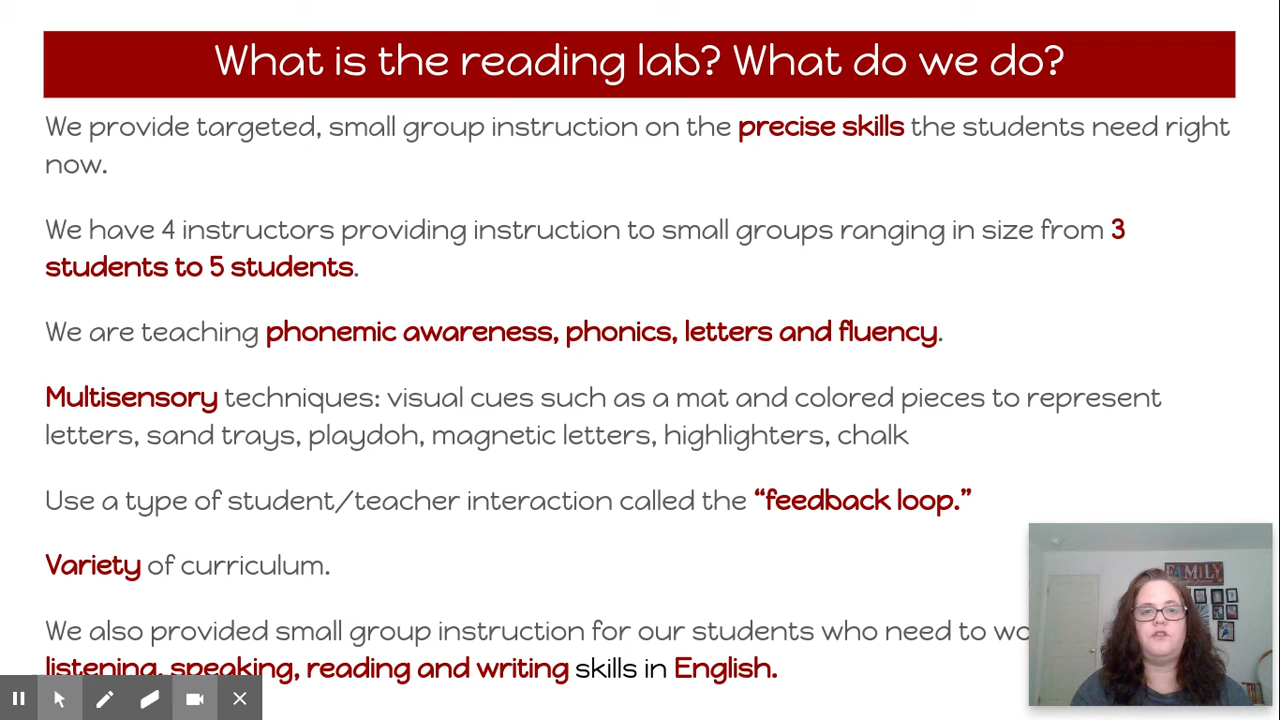 What is the reading lab? What do we do?
We provide targeted, small group instruction on the precise skills the students need right
now.
We have 4 instructors providing instruction to small groups ranging in size from 3
students to 5 students.
We are teaching phonemic awareness, phonics, letters and fluency.
Multisensory techniques: visual cues such as a mat and colored pieces to represent
letters, sand trays, playdoh, magnetic letters, highlighters, chalk
Use a type of student/teacher interaction called the “feedback loop.”
Variety of curriculum.
We also provided small group instruction for our students who need to
listening, speaking, reading and writing skills in English.
FAMILY